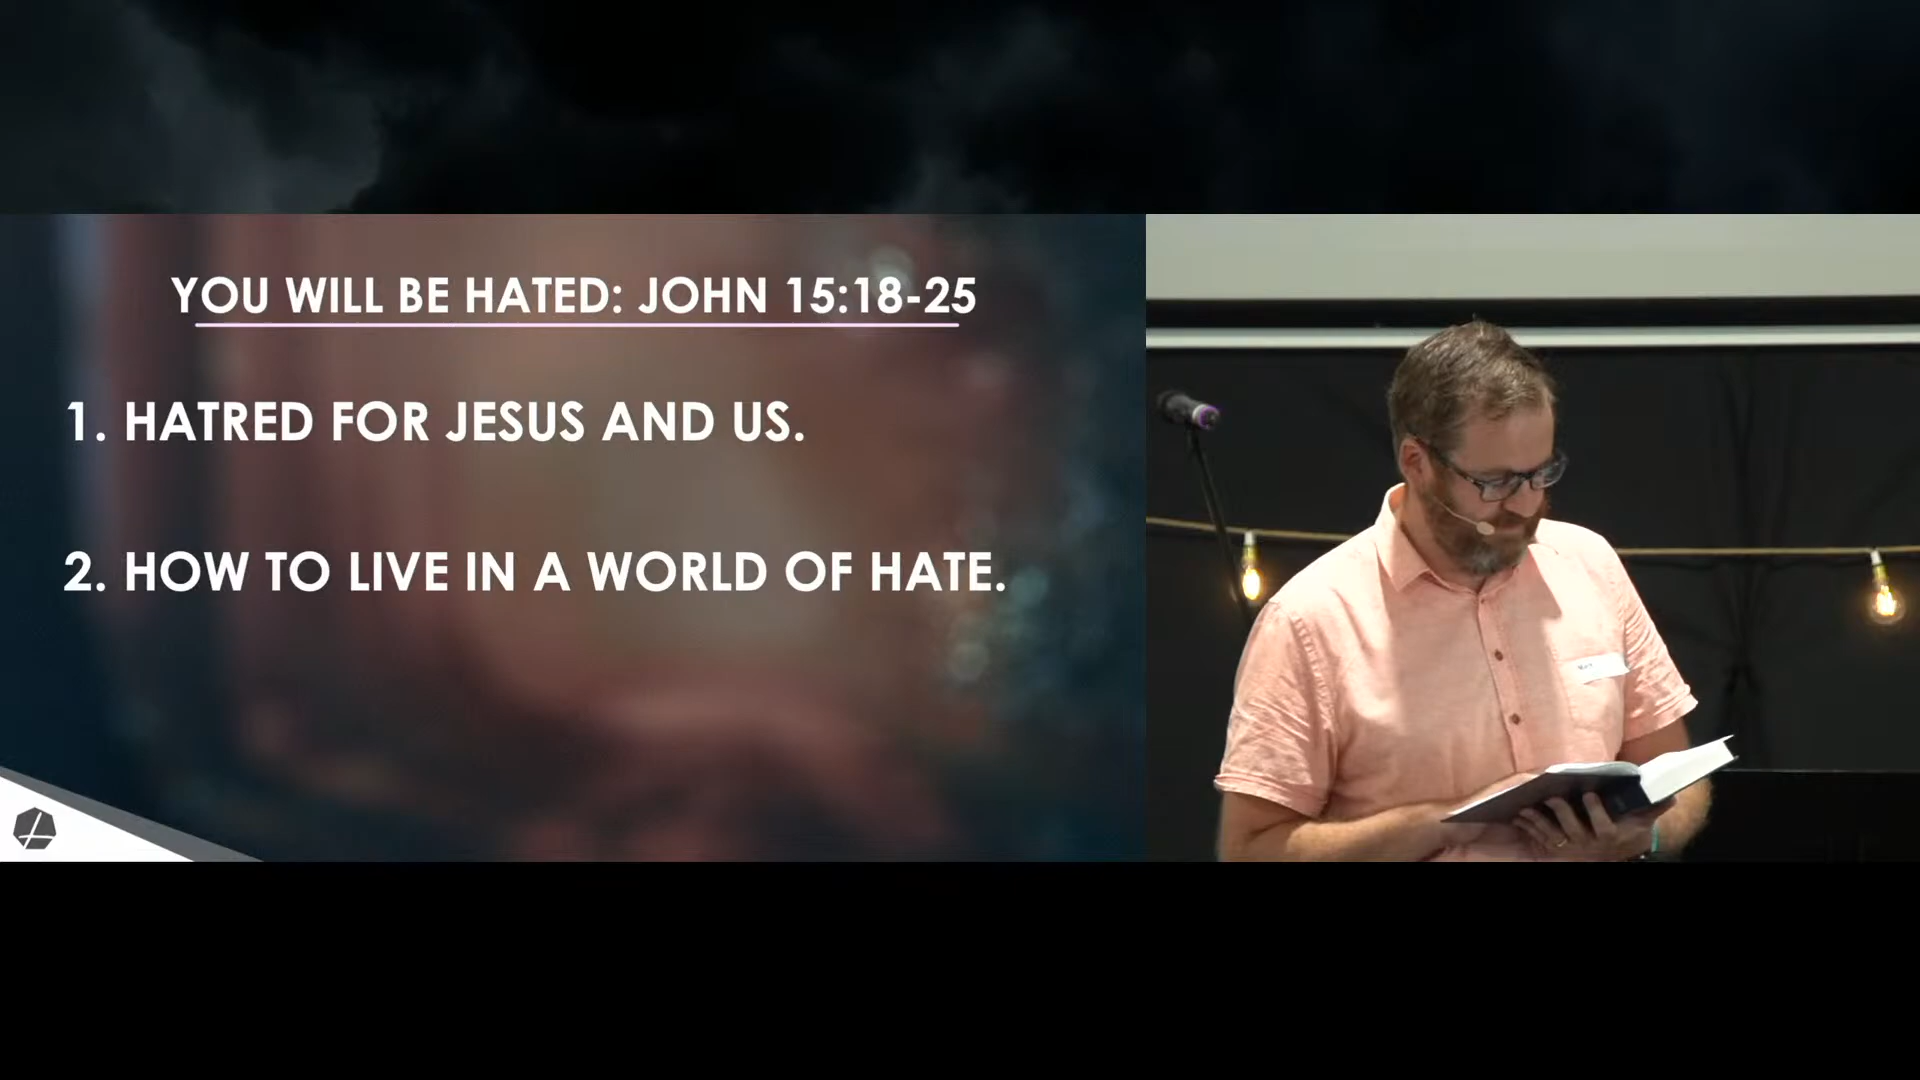 YOU WILL BE HATED: JOHN 15:18-25
1. HATRED FOR JESUS AND US.
2. HOW TO LIVE IN A WORLD OF HATE.